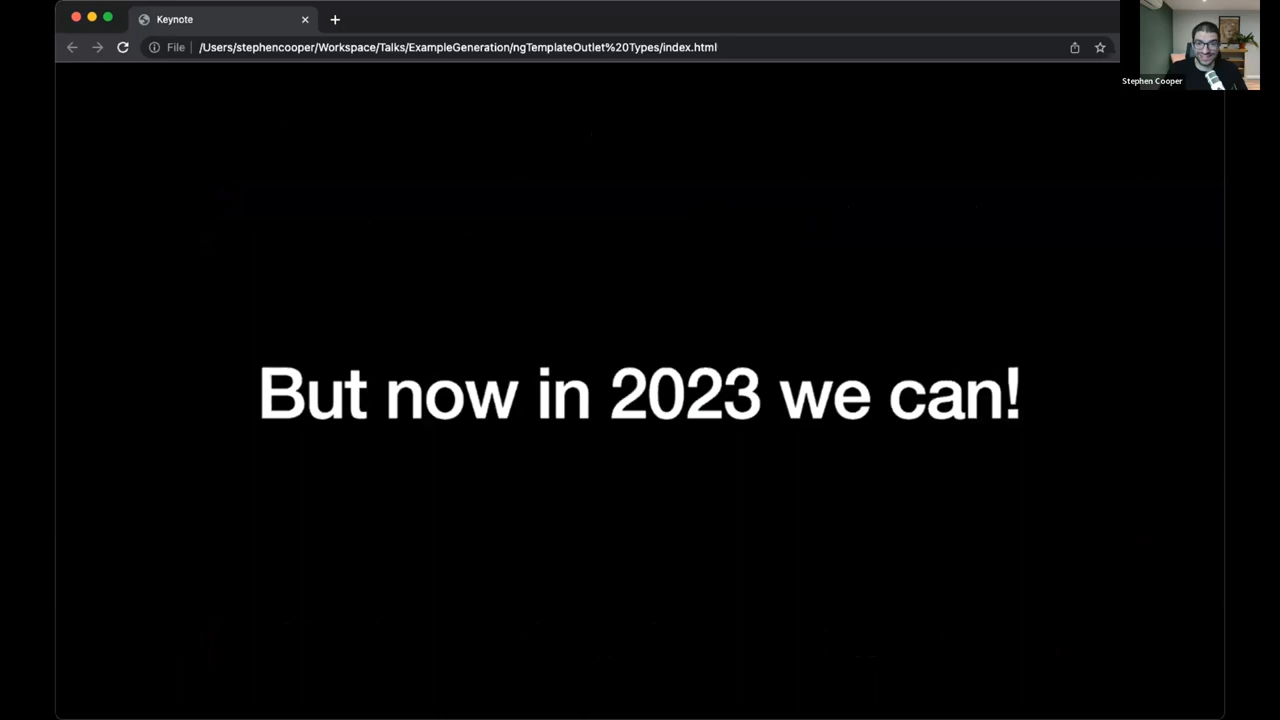 Keynote
File
/Users/stephencooper/Workspace/Talks/ExampleGeneration/ngTemplateOutlet%20Types/index.html
Stephen Cooper
But now in 2023 we can!